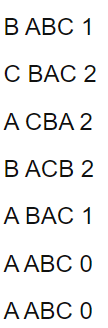 B ABC 1
C BAC 2
A CBA 2
B ACB 2
A BAC 1
A ABC 0
A ABC 0